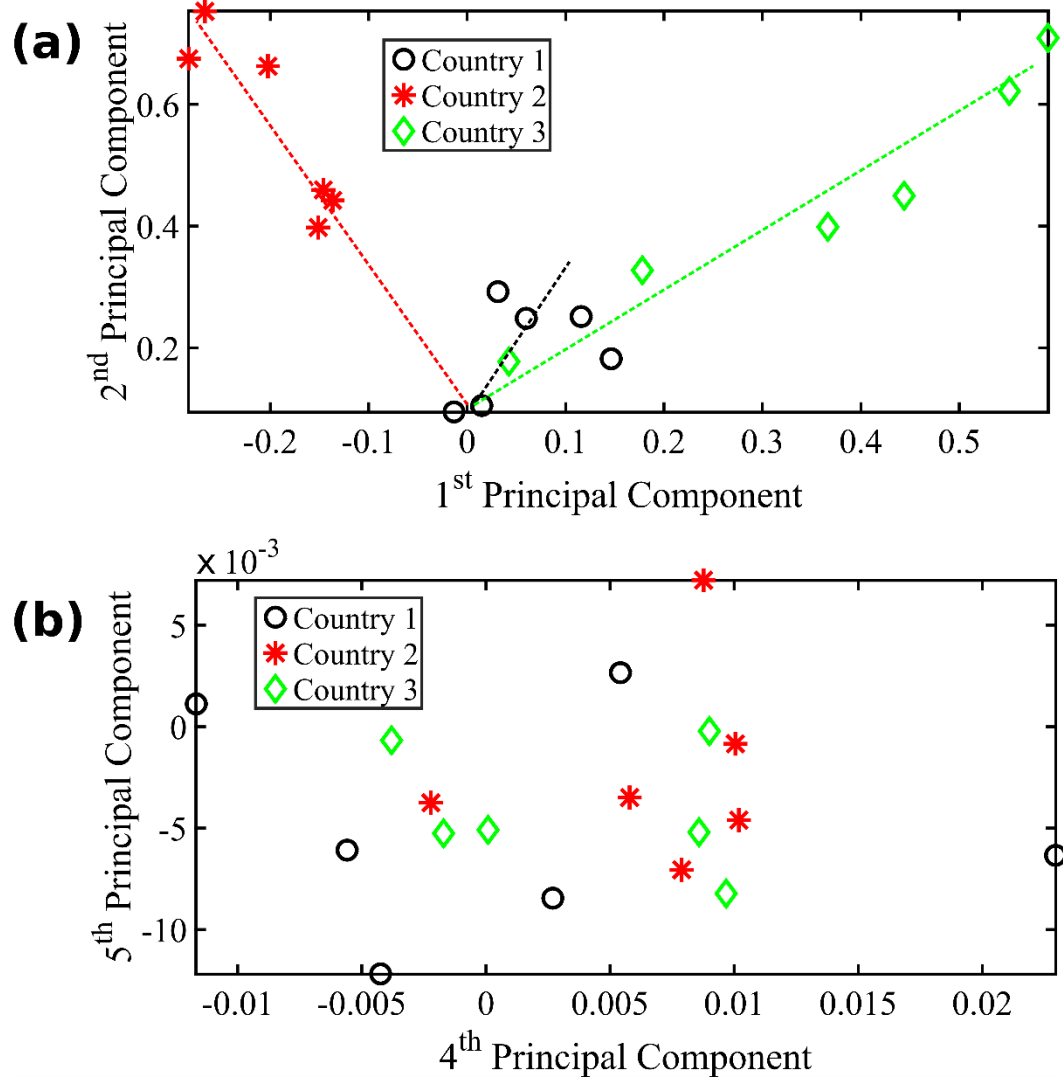 (a)
Country 1
Country 2
Country 3
0.6
0.4
0.2
2nd Principal Component
-0.2
-0.1
0
0.1
0.2
0.3
0.4
0.5
1st Principal Component
x 10-3
(b)
Country 1
Country 2
Country 3
5
0
-5
-10
5th Principal Component
-0.01
-0.005
0
0.005
0.01
0.015
0.02
4th Principal Component